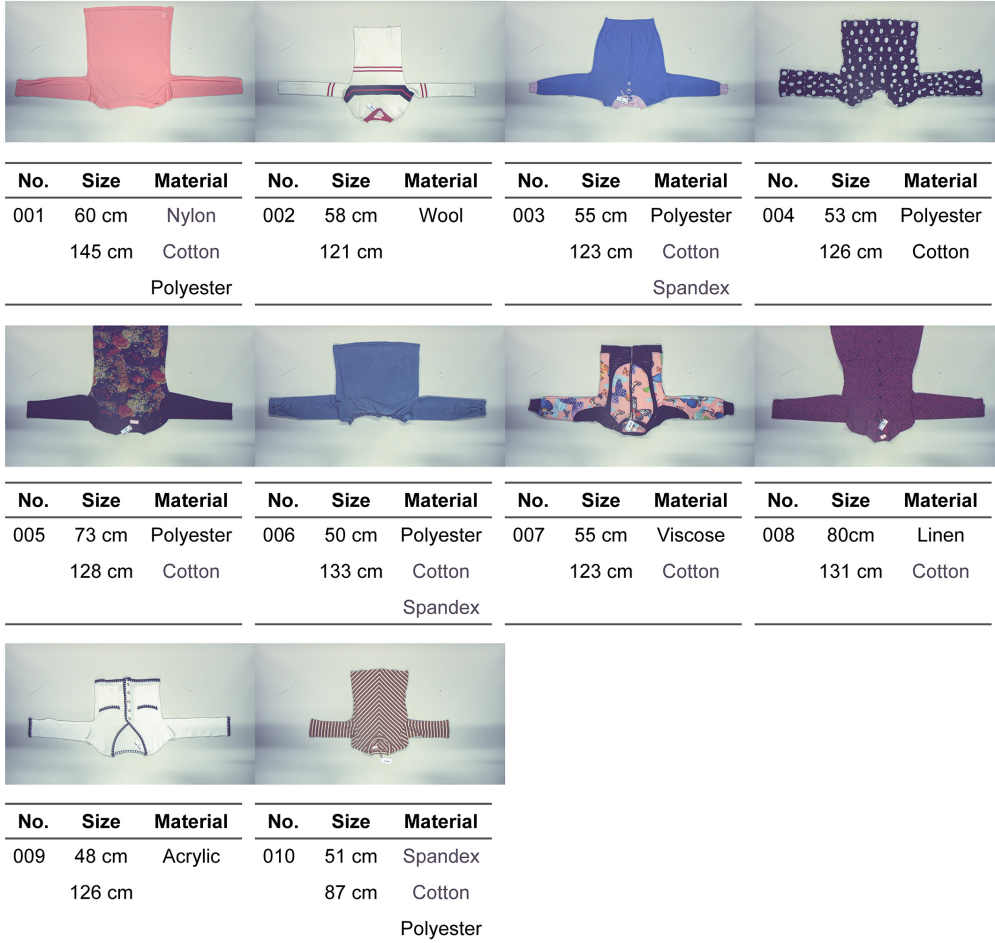 No. Size Material
001 60 cm Nylon
145 cm Cotton
Polyester
No. Size Material
002 58 cm Wool
121 cm
No. Size Material
003 55 cm Polyester
123 cm Cotton
Spandex
No. Size Material
004 53 cm Polyester
126 cm Cotton
No. Size Material
005 73 cm Polyester
128 cm Cotton
No. Size Material
006 50 cm Polyester
133 cm Cotton
Spandex
No. Size Material
007 55 cm Viscose
123 cm Cotton
No. Size Material
008 80cm Linen
131 cm Cotton
No. Size Material
009 48 cm Acrylic
126 cm
No. Size Material
010 51 cm Spandex
87 cm Cotton
Polyester